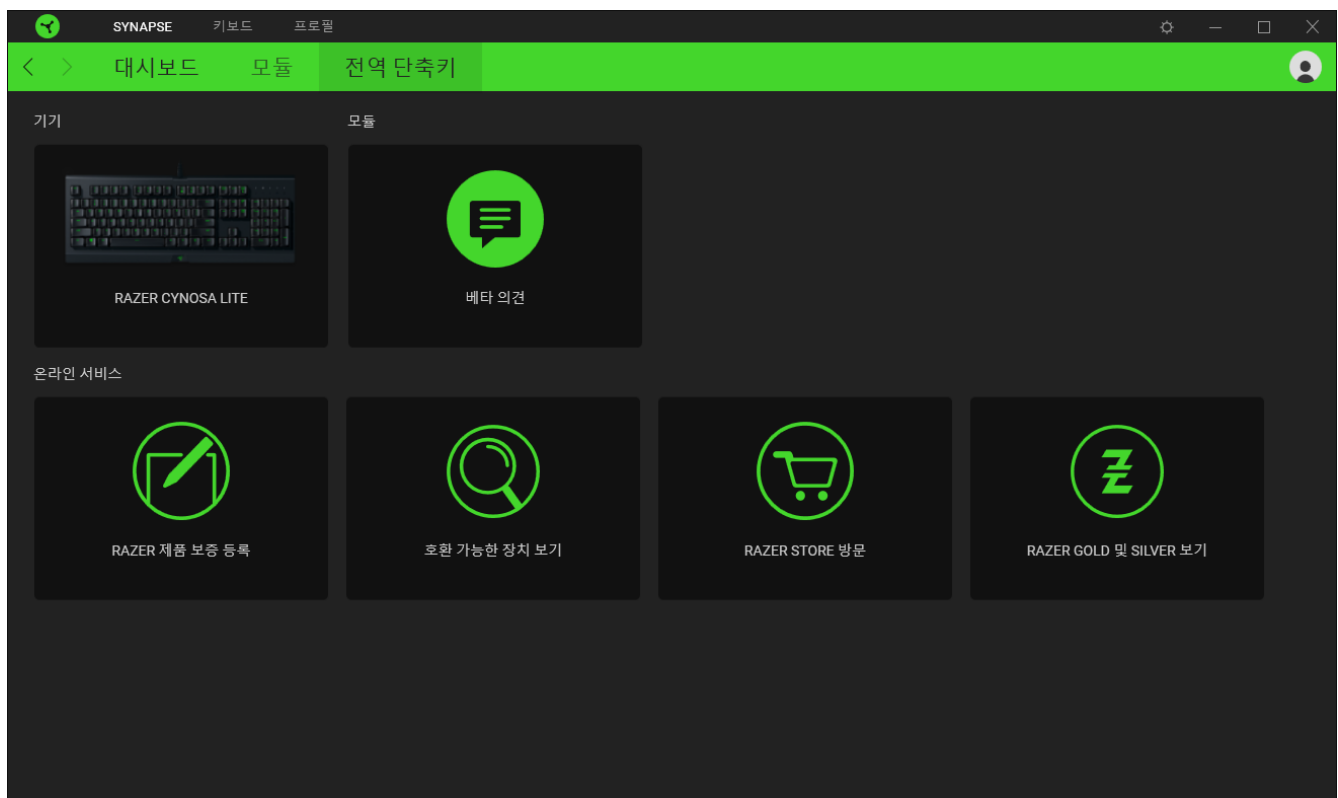 SYNAPSE 키보드 프로필
대시보드 모듈 전역 단축키
기기 모듈
RAZER CYNOSA LITE 베타 의견
온라인 서비스
RAZER 제품 보증 등록 호환 가능한 장치 보기 RAZER STORE 방문 RAZER GOLD 및 SILVER 보기